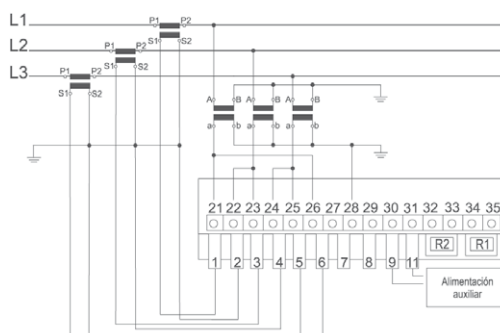 L1 P1 P2
S1 S2
L2 P1 P2
S1 S2
L3 P1 P2
S1 S2
A B A B A B
a b a b a b
21 22 23 24 25 26 27 28 29 30 31 32 33 34 35
R2 R1
1 2 3 4 5 6 7 8 9 11
Alimentación
auxiliar